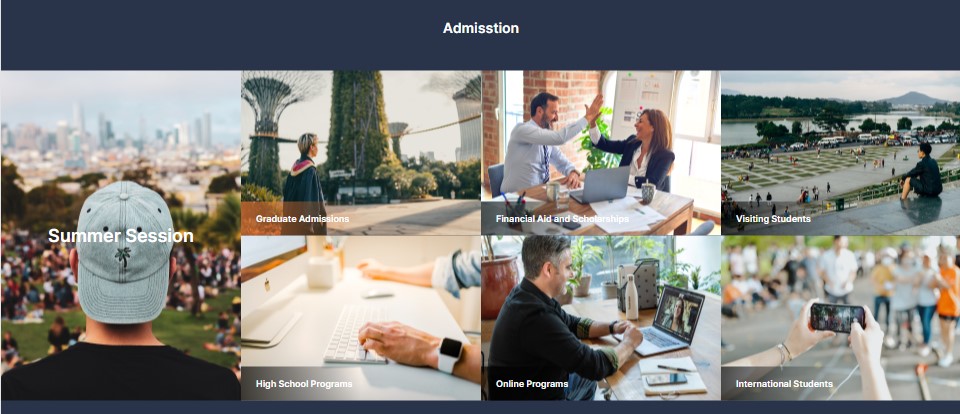 Admisstion
Summer Session
Graduate Admissions
Financial Aid and Scholarships
Visiting Students
High School Programs
Online Programs
International Students